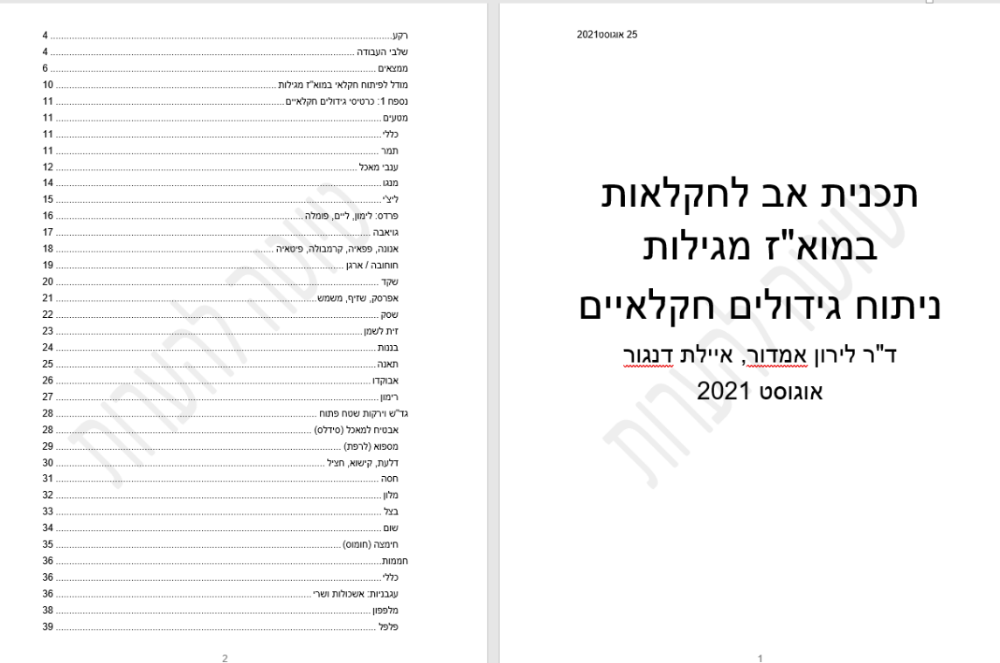 25 אוגוסט2021
תכנית אב לחקלאות
במוא"ז מגילות
ניתוח גידולים חקלאיים
ד"ר לירון אמדור, איילת דנגור
אוגוסט 2021
טיוטה להערות
1
רקע 4
שלבי העבודה 4
ממצאים 6
מודל לפיתוח חקלאי במוא"ז מגילות 10
נספח 1: כרטיסי גידולים חקלאיים 11
מטעים 11
כללי 11
תמר 11
ענבי מאכל 12
מנגו 14
ליצ'י 15
פרדס: לימון, ליים, פומלה 16
גויאבה 17
אנונה, פפאיה, קרמבולה, פיטאיה 18
חוחובה / ארגן 19
שקד 20
אפרסק, שזיף, משמש 21
שסק 22
זית לשמן 23
בננות 24
תאנה 25
אבוקדו 26
רימון 27
גד"ש וירקות שטח פתוח 28
אבטיח למאכל (סידלס) 28
מספוא (לרפת) 29
דלעת, קישוא, חציל 30
חסה 31
מלון 32
בצל 33
שום 34
חימצה (חומוס) 35
חממות 36
כללי 36
עגבניות: אשכולות ושרי 36
מלפפון 38
פלפל 39
טיוטה להערות
2